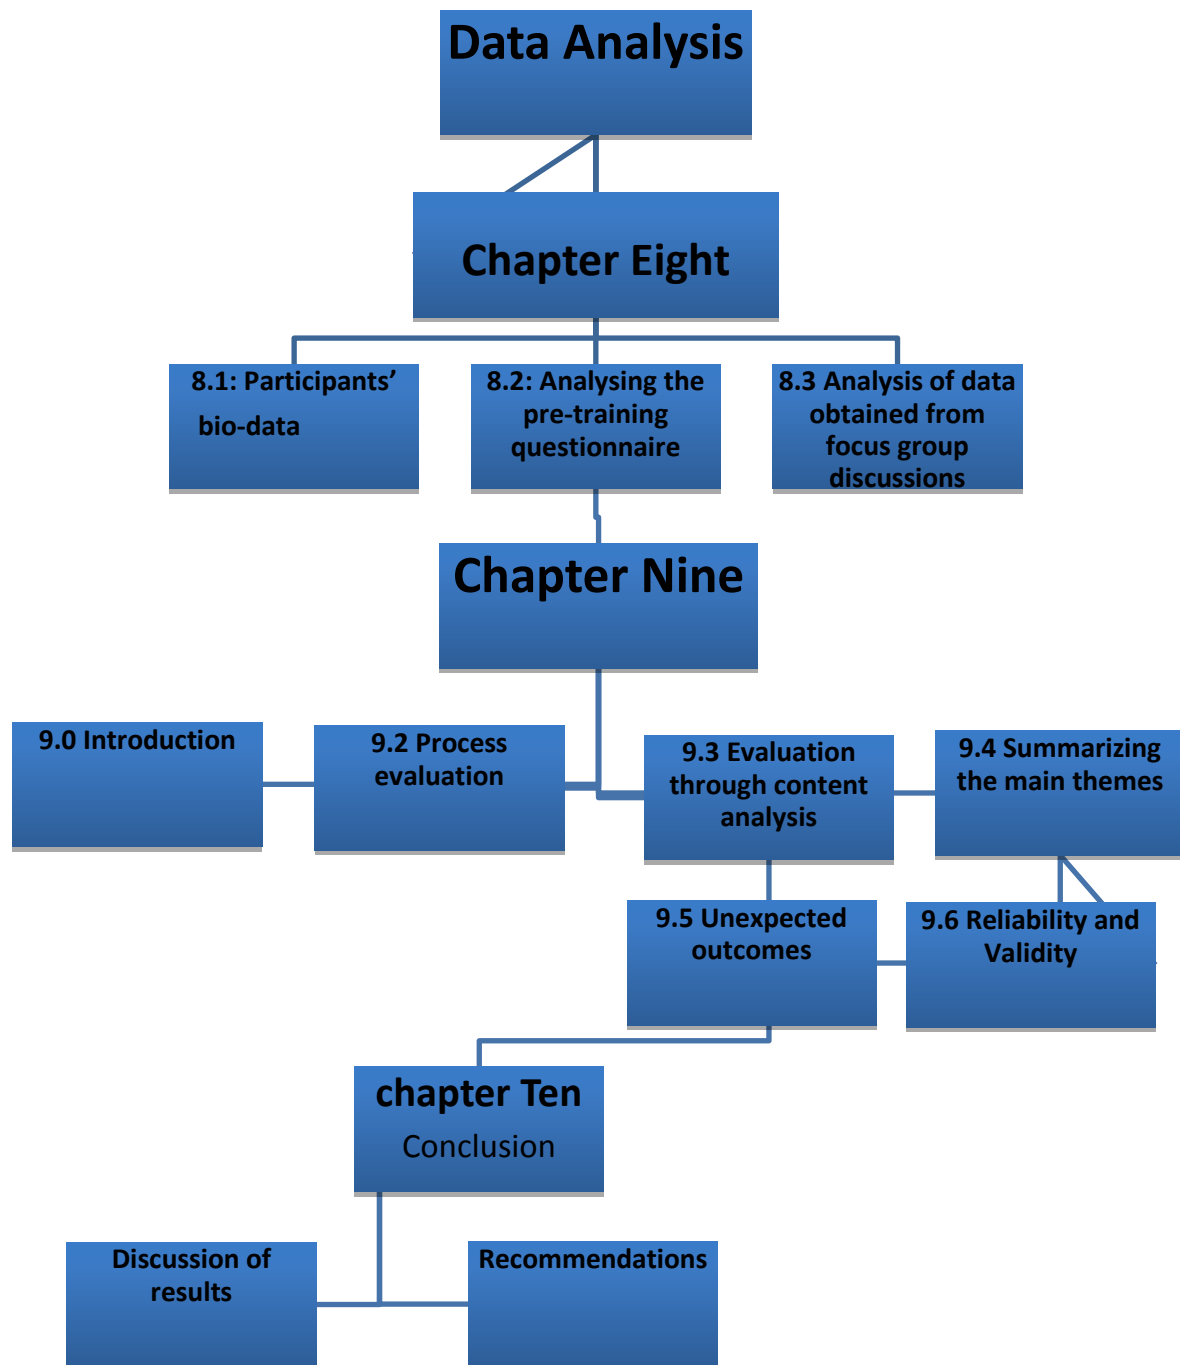 Data Analysis
Chapter Eight
8.1: Participants’
bio-data
8.2: Analysing the
pre-training
questionnaire
8.3 Analysis of data
obtained from
focus group
discussions
Chapter Nine
9.0 Introduction
9.2 Process
evaluation
9.3 Evaluation
through content
analysis
9.4 Summarizing
the main themes
9.5 Unexpected
outcomes
9.6 Reliability and
Validity
chapter Ten
Conclusion
Discussion of
results
Recommendations